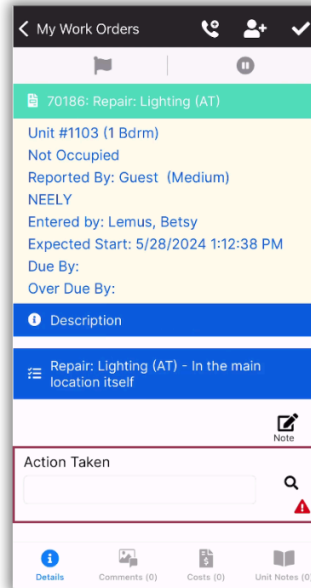 My Work Orders
70186: Repair: Lighting (AT)
Unit #1103 (1 Bdrm)
Not Occupied
Reported By: Guest (Medium)
NEELY
Entered by: Lemus, Betsy
Expected Start: 5/28/2024 1:12:38 PM
Due By:
Over Due By:
Description
Repair: Lighting (AT) - In the main
location itself
Note
Action Taken
Details Comments (0) Costs (0) Unit Notes (0)